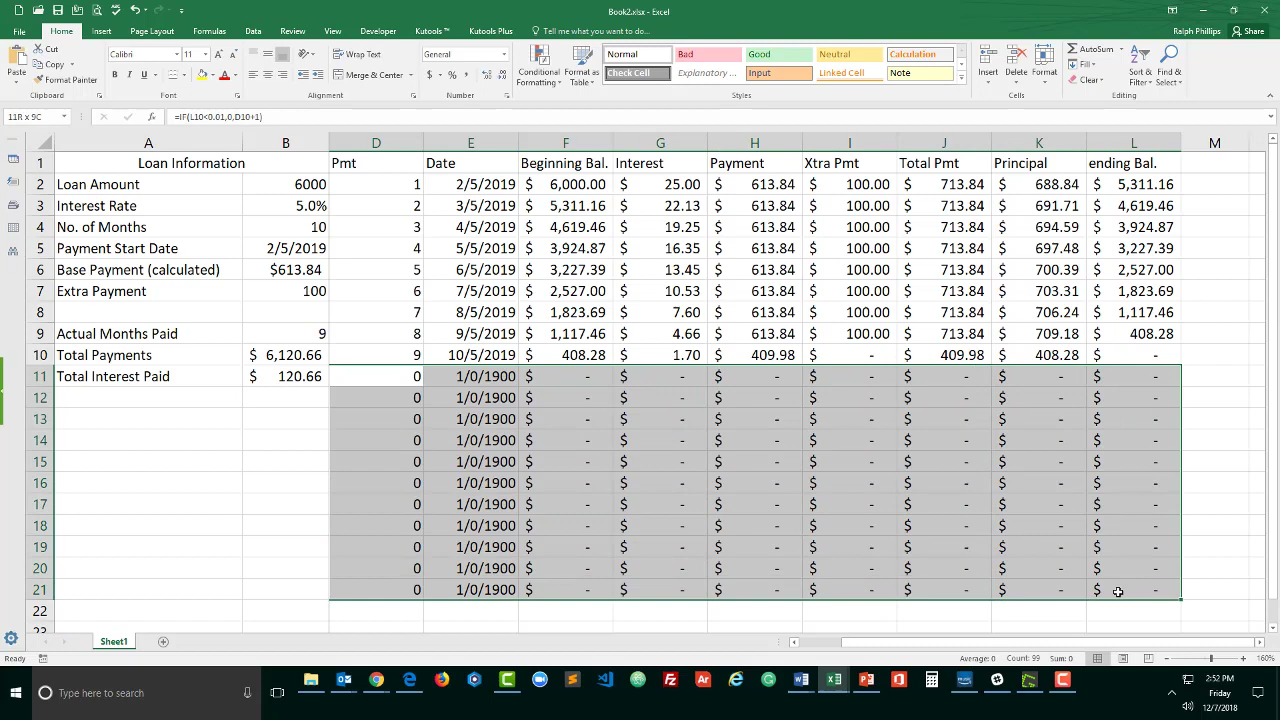 Book2.xlsx - Excel
Ralph Phillips
File Home Insert Page Layout Formulas Data Review View Developer Kutools™ Kutools Plus Tell me what you want to do... Share
Cut
Copy
Format Painter
Paste
Clipboard
Calibri 11
B I U
Font
Wrap Text
Merge & Center
Alignment
General
$ % ,
Number
Conditional Formatting
Format as Table
Normal Bad Good Neutral Calculation
Check Cell Explanatory ... Input Linked Cell Note
Styles
Insert Delete Format
Cells
AutoSum
Fill
Clear
Sort & Filter
Find & Select
Editing
11R x 9C =IF(L10<0.01,0,D10+1)
A B D E F G H I J K L M
1 Loan Information Pmt Date Beginning Bal. Interest Payment Xtra Pmt Total Pmt Principal ending Bal.
2 Loan Amount 6000 1 2/5/2019 $ 6,000.00 $ 25.00 $ 613.84 $ 100.00 $ 713.84 $ 688.84 $ 5,311.16
3 Interest Rate 5.0% 2 3/5/2019 $ 5,311.16 $ 22.13 $ 613.84 $ 100.00 $ 713.84 $ 691.71 $ 4,619.46
4 No. of Months 10 3 4/5/2019 $ 4,619.46 $ 19.25 $ 613.84 $ 100.00 $ 713.84 $ 694.59 $ 3,924.87
5 Payment Start Date 2/5/2019 4 5/5/2019 $ 3,924.87 $ 16.35 $ 613.84 $ 100.00 $ 713.84 $ 697.48 $ 3,227.39
6 Base Payment (calculated) $613.84 5 6/5/2019 $ 3,227.39 $ 13.45 $ 613.84 $ 100.00 $ 713.84 $ 700.39 $ 2,527.00
7 Extra Payment 100 6 7/5/2019 $ 2,527.00 $ 10.53 $ 613.84 $ 100.00 $ 713.84 $ 703.31 $ 1,823.69
8 7 8/5/2019 $ 1,823.69 $ 7.60 $ 613.84 $ 100.00 $ 713.84 $ 706.24 $ 1,117.46
9 Actual Months Paid 9 8 9/5/2019 $ 1,117.46 $ 4.66 $ 613.84 $ 100.00 $ 713.84 $ 709.18 $ 408.28
10 Total Payments $ 6,120.66 9 10/5/2019 $ 408.28 $ 1.70 $ 409.98 $ - $ 409.98 $ 408.28 $ -
11 Total Interest Paid $ 120.66 0 1/0/1900 $ - $ - $ - $ - $ - $ - $ -
12 0 1/0/1900 $ - $ - $ - $ - $ - $ - $ -
13 0 1/0/1900 $ - $ - $ - $ - $ - $ - $ -
14 0 1/0/1900 $ - $ - $ - $ - $ - $ - $ -
15 0 1/0/1900 $ - $ - $ - $ - $ - $ - $ -
16 0 1/0/1900 $ - $ - $ - $ - $ - $ - $ -
17 0 1/0/1900 $ - $ - $ - $ - $ - $ - $ -
18 0 1/0/1900 $ - $ - $ - $ - $ - $ - $ -
19 0 1/0/1900 $ - $ - $ - $ - $ - $ - $ -
20 0 1/0/1900 $ - $ - $ - $ - $ - $ - $ -
21 0 1/0/1900 $ - $ - $ - $ - $ - $ - $ -
22
23
Sheet1
Ready Average: 0 Count: 99 Sum: 0 160%
Type here to search
2:52 PM
Friday
12/7/2018